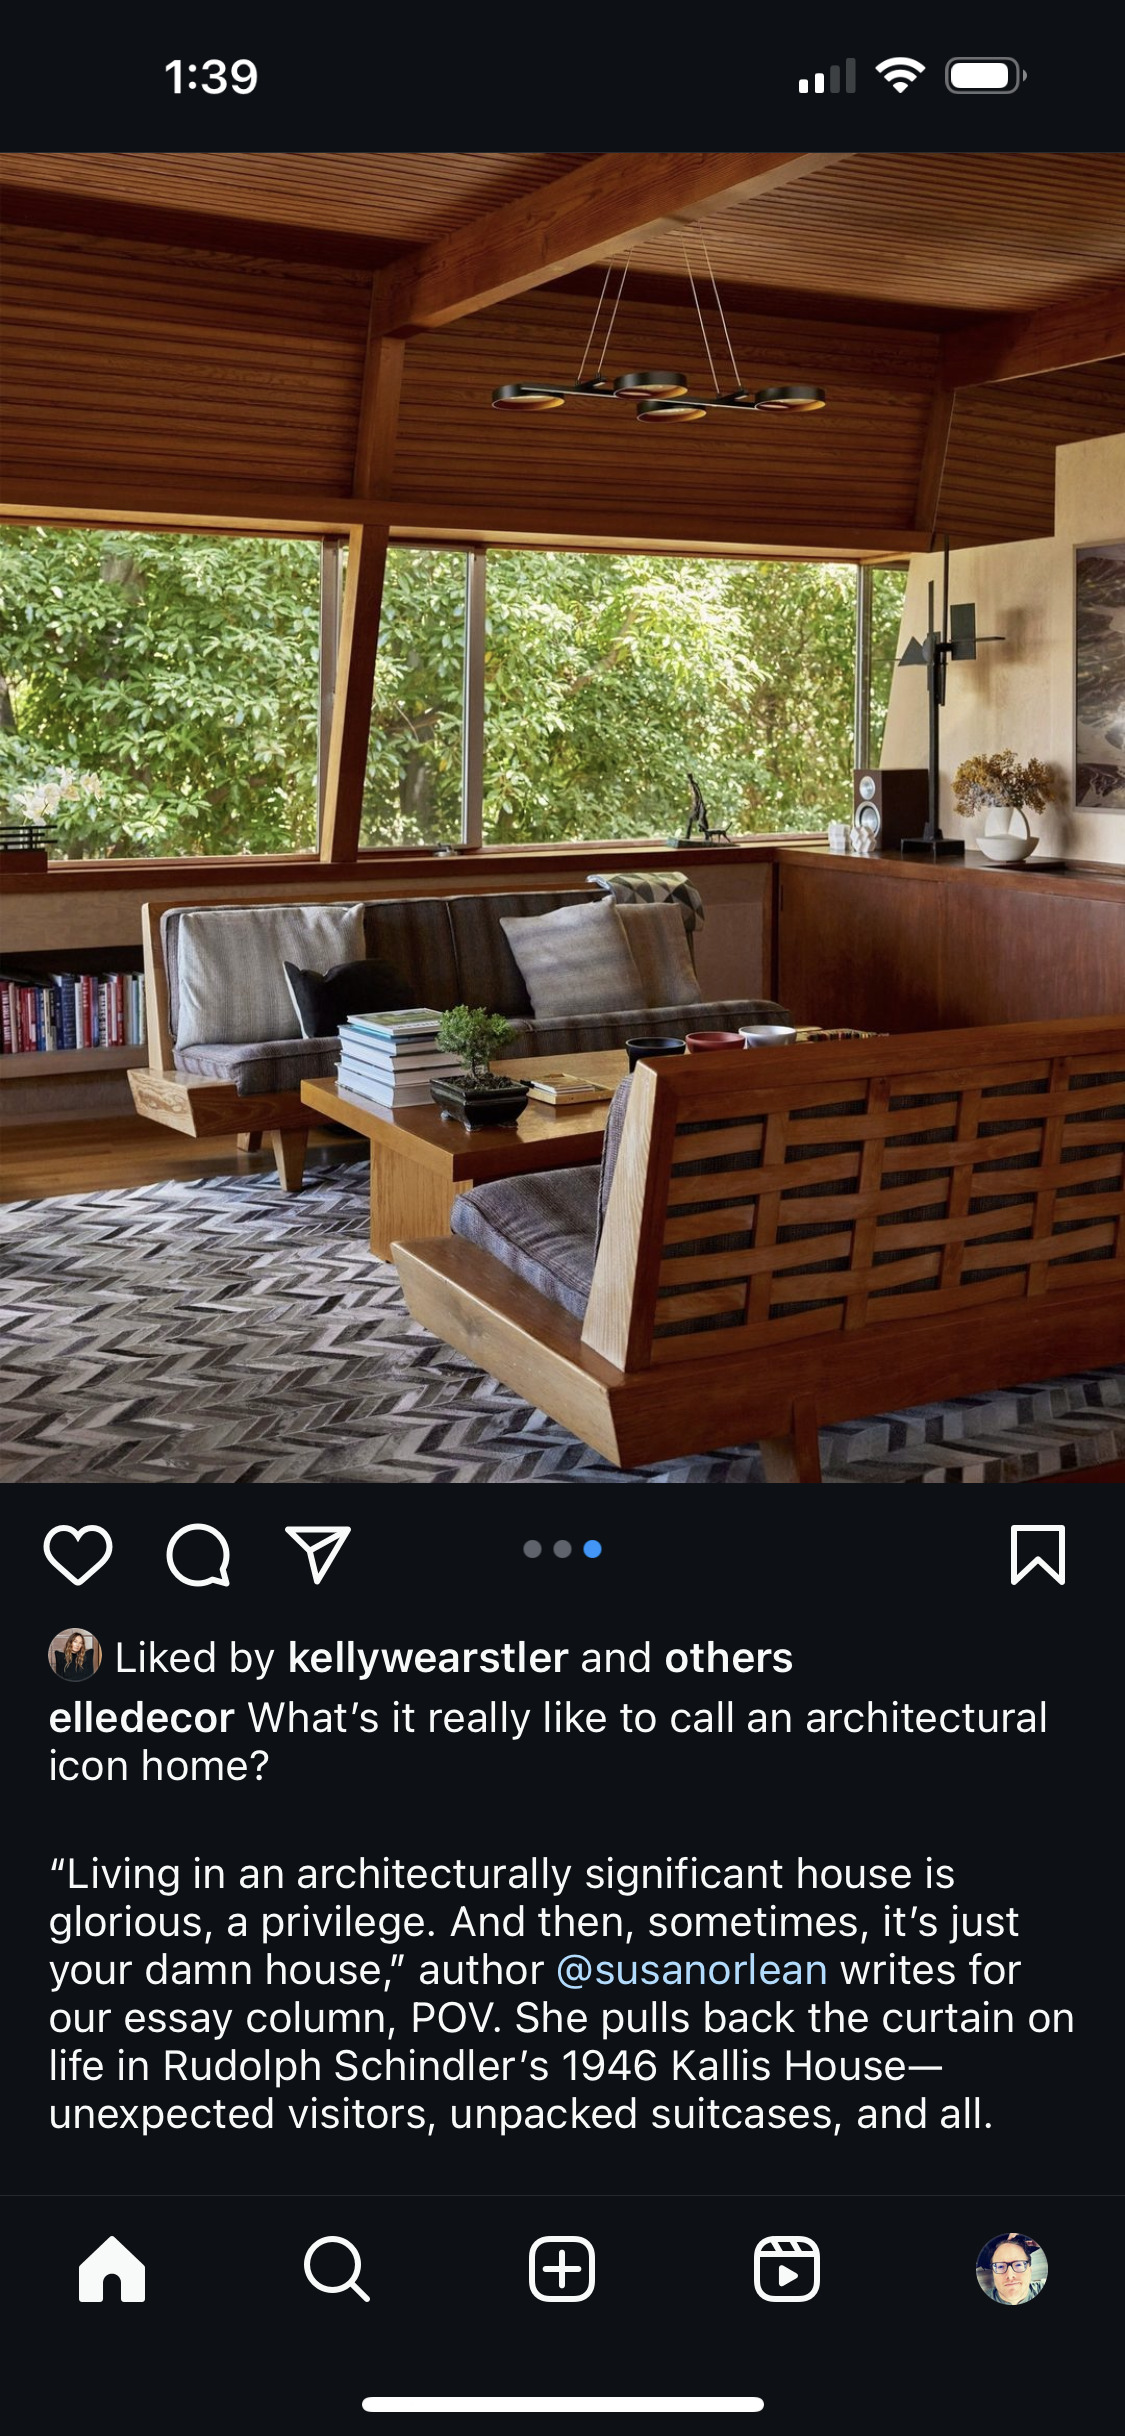 1:39
Liked by kellywearstler and others
elledecor What’s it really like to call an architectural
icon home?
“Living in an architecturally significant house is
glorious, a privilege. And then, sometimes, it’s just
your damn house,” author @susanorlean writes for
our essay column, POV. She pulls back the curtain on
life in Rudolph Schindler’s 1946 Kallis House—
unexpected visitors, unpacked suitcases, and all.